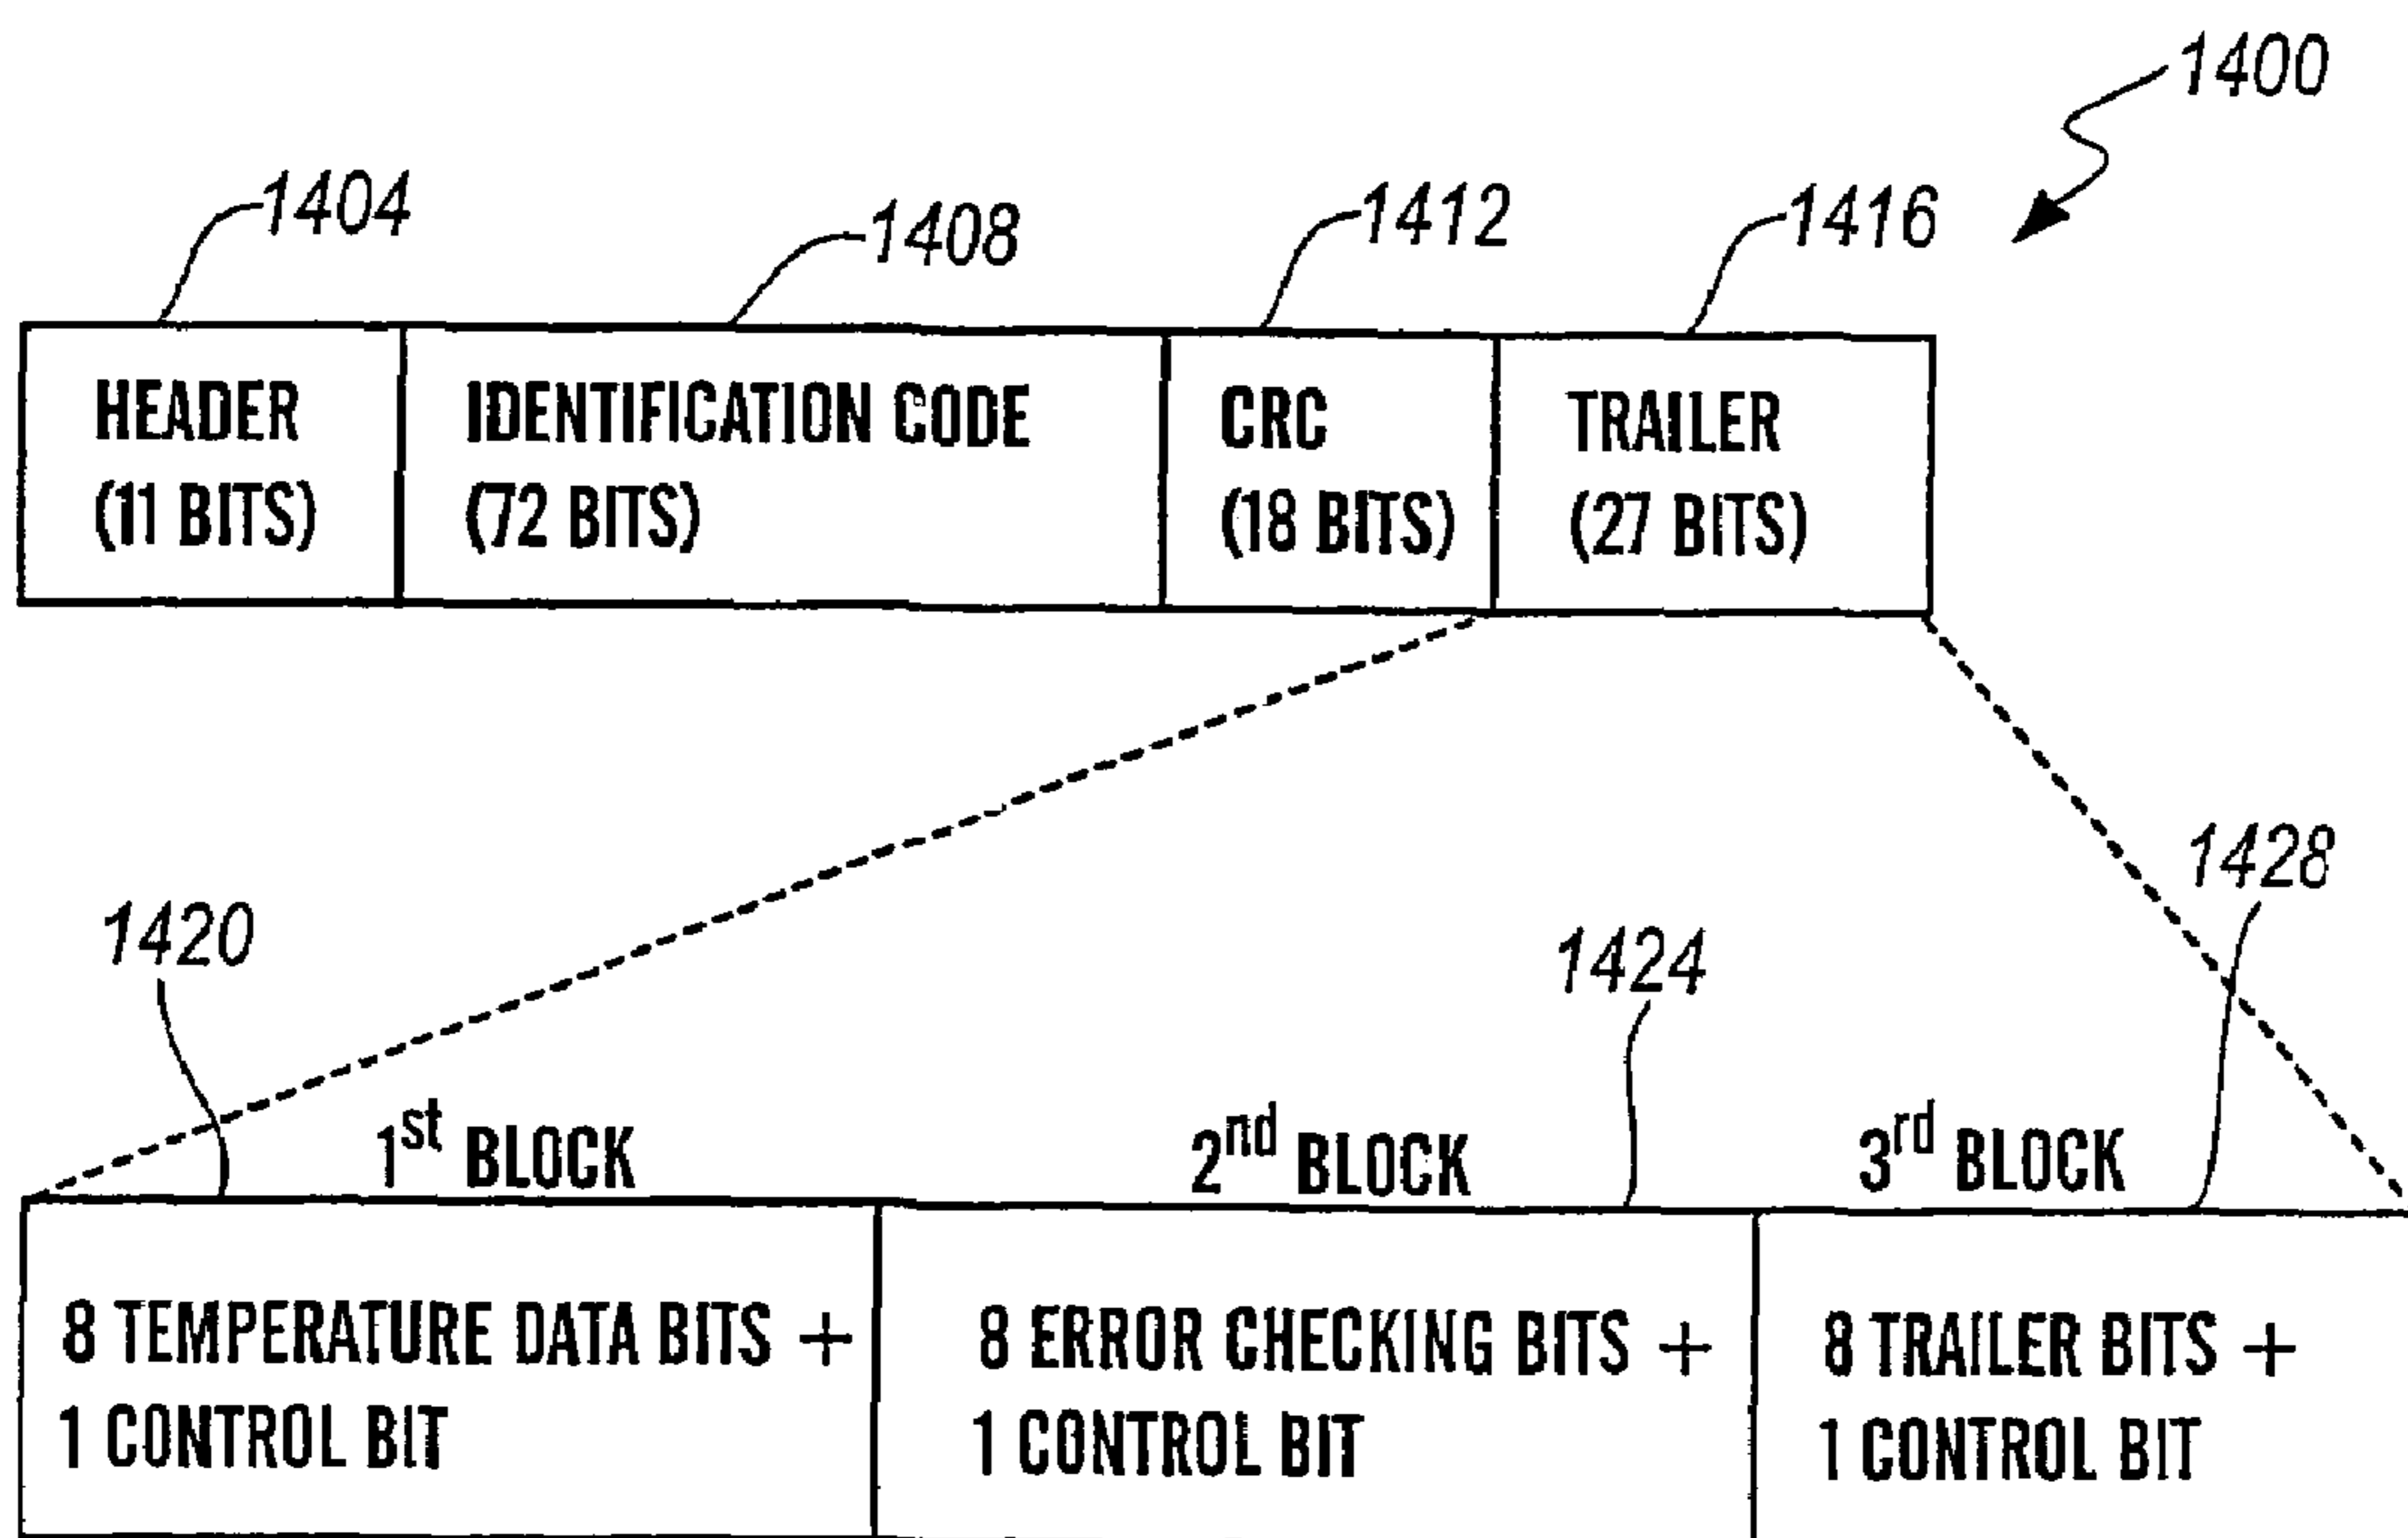 1400
1404
1408
1412
1416
HEADER
(11 BITS)
IDENTIFICATION CODE
(72 BITS)
CRC
(18 BITS)
TRAILER
(27 BITS)
1420
1424
1428
1st BLOCK
2nd BLOCK
3rd BLOCK
8 TEMPERATURE DATA BITS +
1 CONTROL BIT
8 ERROR CHECKING BITS +
1 CONTROL BIT
8 TRAILER BITS +
1 CONTROL BIT